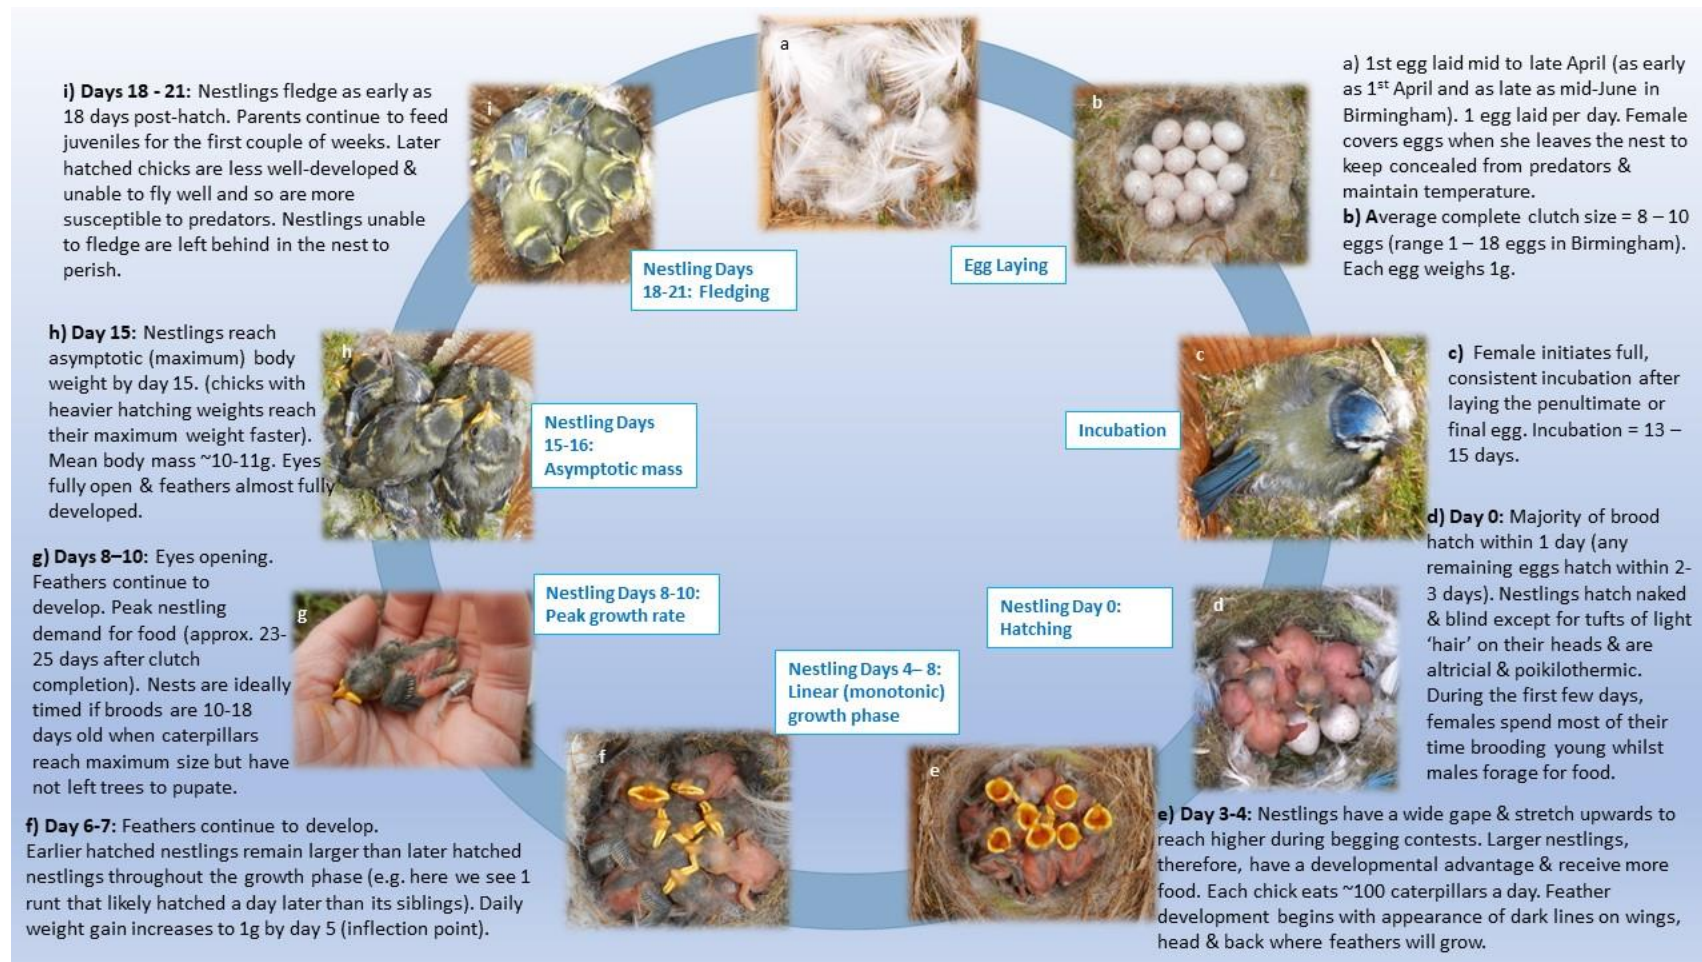 a
a) 1st egg laid mid to late April (as early
as 1st April and as late as mid-June in
Birmingham). 1 egg laid per day. Female
covers eggs when she leaves the nest to
keep concealed from predators &
maintain temperature.
b) Average complete clutch size = 8 – 10
eggs (range 1 – 18 eggs in Birmingham).
Each egg weighs 1g.
b
Egg Laying
c
Incubation
c) Female initiates full,
consistent incubation after
laying the penultimate or
final egg. Incubation = 13 –
15 days.
d) Day 0: Majority of brood
hatch within 1 day (any
remaining eggs hatch within 2-
3 days). Nestlings hatch naked
& blind except for tufts of light
‘hair’ on their heads & are
altricial & poikilothermic.
During the first few days,
females spend most of their
time brooding young whilst
males forage for food.
d
Nestling Day 0:
Hatching
e
e) Day 3-4: Nestlings have a wide gape & stretch upwards to
reach higher during begging contests. Larger nestlings,
therefore, have a developmental advantage & receive more
food. Each chick eats ~100 caterpillars a day. Feather
development begins with appearance of dark lines on wings,
head & back where feathers will grow.
Nestling Days 4– 8:
Linear (monotonic)
growth phase
f
f) Day 6-7: Feathers continue to develop.
Earlier hatched nestlings remain larger than later hatched
nestlings throughout the growth phase (e.g. here we see 1
runt that likely hatched a day later than its siblings). Daily
weight gain increases to 1g by day 5 (inflection point).
g
g) Days 8–10: Eyes opening.
Feathers continue to
develop. Peak nestling
demand for food (approx. 23-
25 days after clutch
completion). Nests are ideally
timed if broods are 10-18
days old when caterpillars
reach maximum size but have
not left trees to pupate.
Nestling Days 8-10:
Peak growth rate
h
h) Day 15: Nestlings reach
asymptotic (maximum) body
weight by day 15. (chicks with
heavier hatching weights reach
their maximum weight faster).
Mean body mass ~10-11g. Eyes
fully open & feathers almost fully
developed.
Nestling Days
15-16:
Asymptotic mass
i
i) Days 18 - 21: Nestlings fledge as early as
18 days post-hatch. Parents continue to feed
juveniles for the first couple of weeks. Later
hatched chicks are less well-developed &
unable to fly well and so are more
susceptible to predators. Nestlings unable
to fledge are left behind in the nest to
perish.
Nestling Days
18-21: Fledging